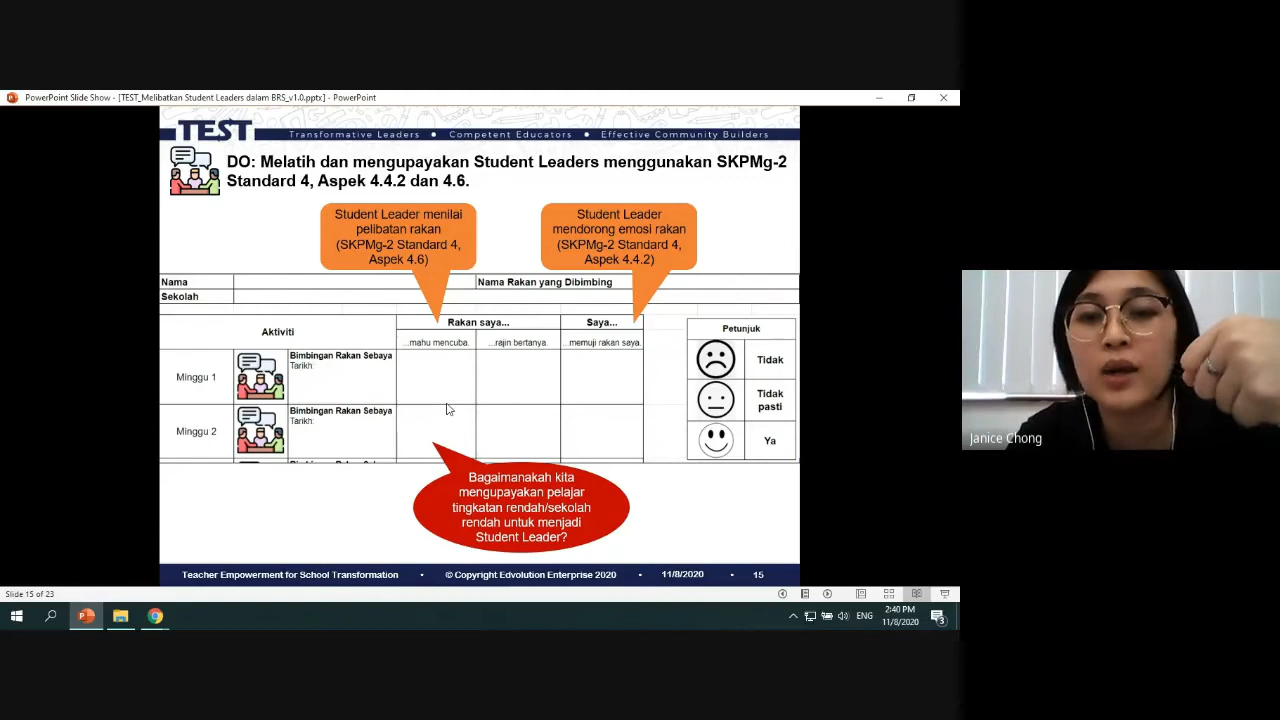 PowerPoint Slide Show - [TEST_Melibatkan Student Leaders dalam BRS_v1.0.pptx] - PowerPoint
TEST
Transformative Leaders • Competent Educators • Effective Community Builders
DO: Melatih dan mengupayakan Student Leaders menggunakan SKPMg-2
Standard 4, Aspek 4.4.2 dan 4.6.
Student Leader menilai
pelibatan rakan
(SKPMg-2 Standard 4,
Aspek 4.6)
Student Leader
mendorong emosi rakan
(SKPMg-2 Standard 4,
Aspek 4.4.2)
Nama
Nama Rakan yang Dibimbing
Sekolah
Aktiviti
Rakan saya...
Saya...
...mahu mencuba.
...rajin bertanya.
...memuji rakan saya.
Minggu 1
Bimbingan Rakan Sebaya
Tarikh:
Minggu 2
Bimbingan Rakan Sebaya
Tarikh:
Petunjuk
Tidak
Tidak
pasti
Ya
Bagaimanakah kita
mengupayakan pelajar
tingkatan rendah/sekolah
rendah untuk menjadi
Student Leader?
Teacher Empowerment for School Transformation • © Copyright Edvolution Enterprise 2020 • 11/8/2020 • 15
Slide 15 of 23
ENG
2:40 PM
11/8/2020
3
Janice Chong